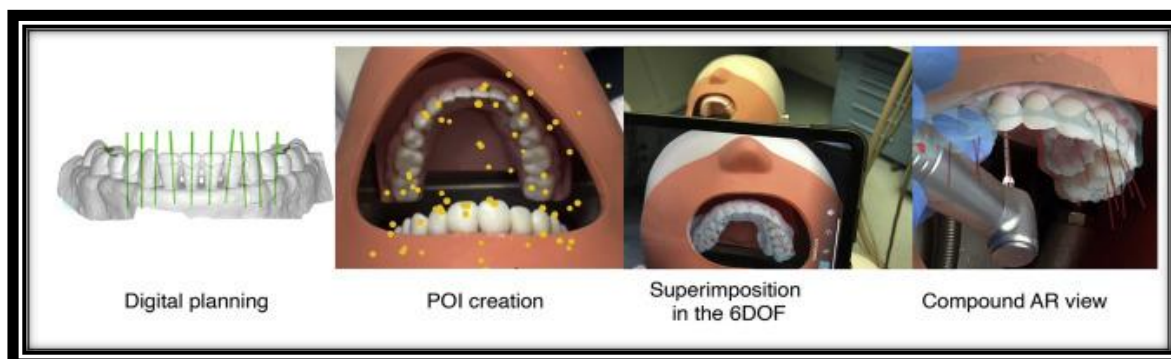 Digital planning
POI creation
Superimposition
in the 6DOF
Compound AR view